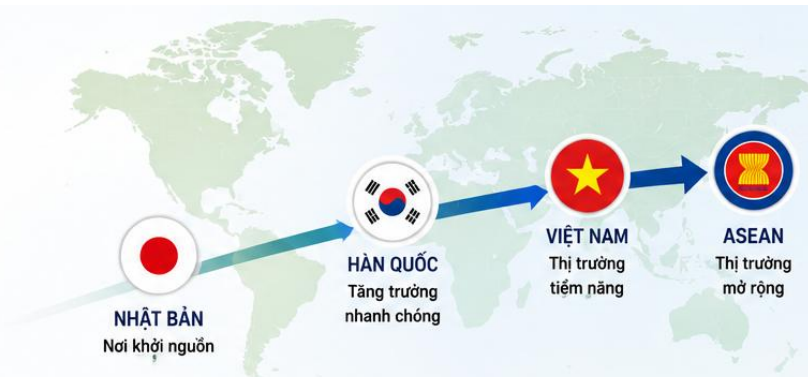 NHẬT BẢN
Nơi khởi nguồn
HÀN QUỐC
Tăng trưởng
nhanh chóng
VIỆT NAM
Thị trường
tiềm năng
ASEAN
Thị trường
mở rộng